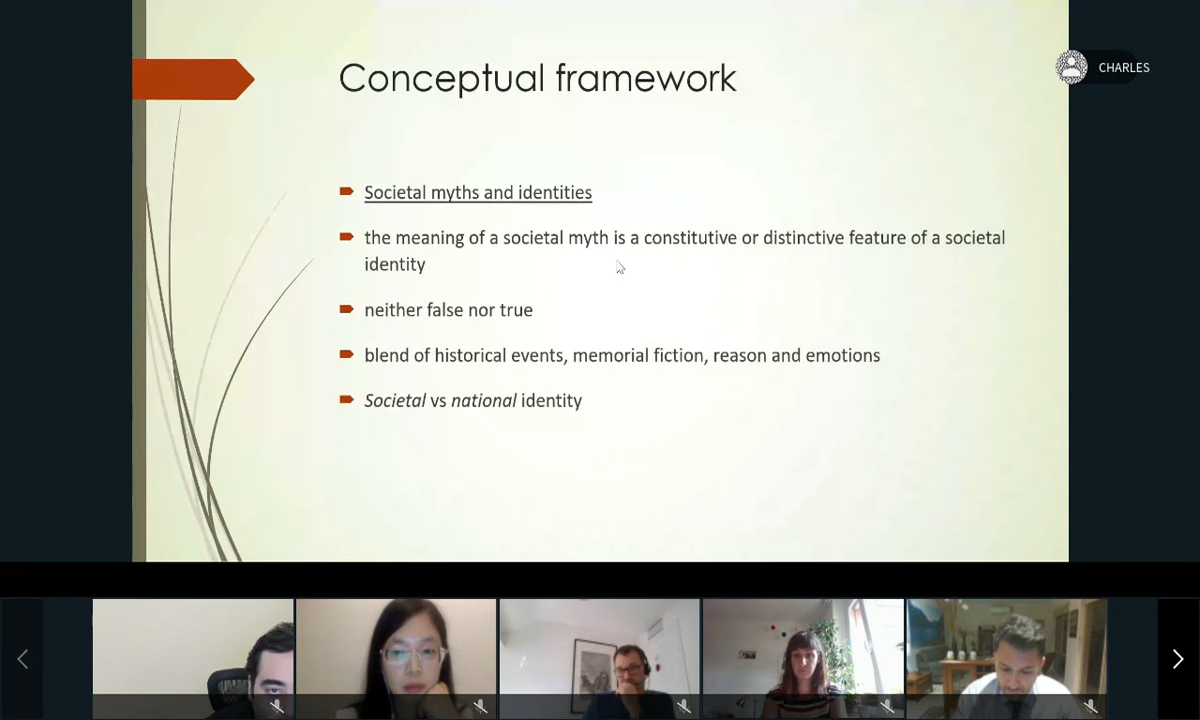 Conceptual framework
CHARLES
Societal myths and identities
the meaning of a societal myth is a constitutive or distinctive feature of a societal
identity
neither false nor true
blend of historical events, memorial fiction, reason and emotions
Societal vs national identity